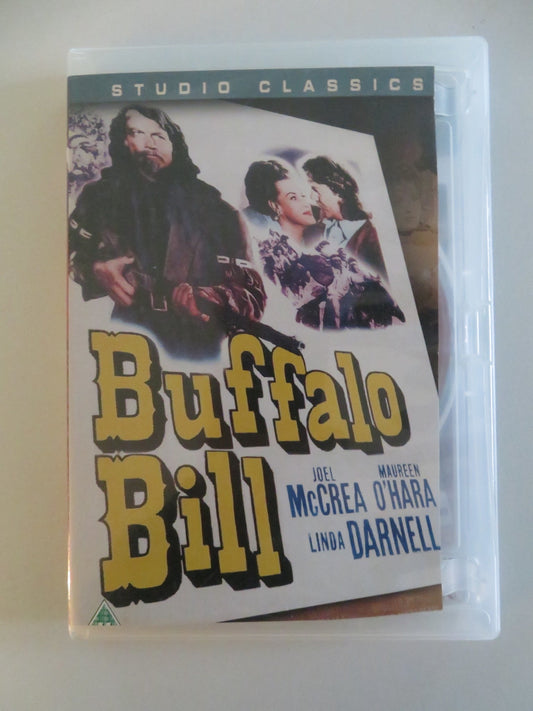 STUDIO CLASSICS
Buffalo
Bill
JOEL McCREA
MAUREEN O'HARA
LINDA DARNELL